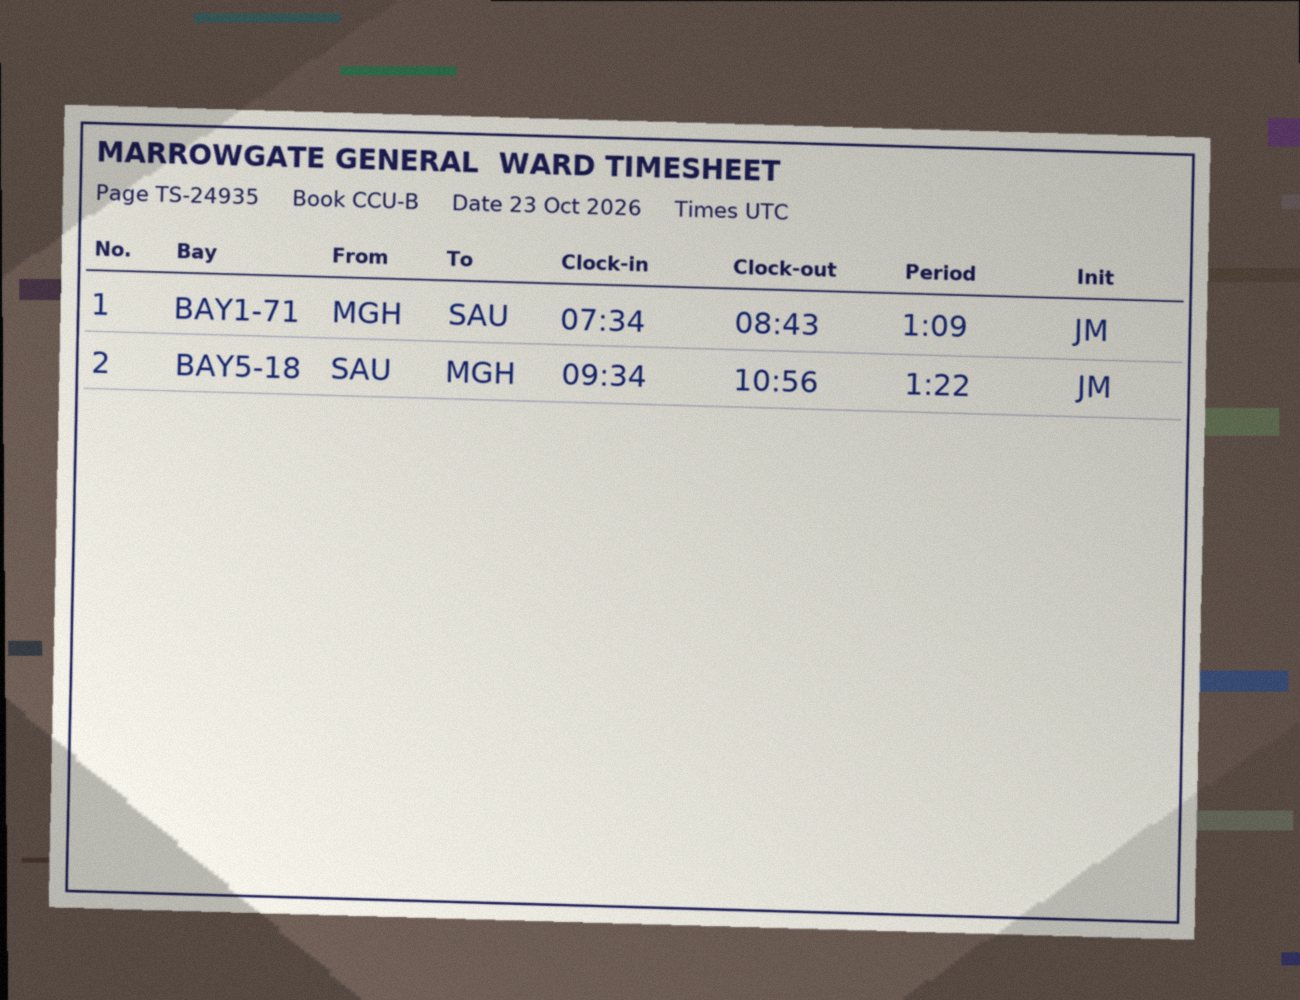 MARROWGATE GENERAL WARD TIMESHEET
Page TS-24935 Book CCU-B Date 23 Oct 2026 Times UTC
No. Bay From To Clock-in Clock-out Period Init
1 BAY1-71 MGH SAU 07:34 08:43 1:09 JM
2 BAY5-18 SAU MGH 09:34 10:56 1:22 JM